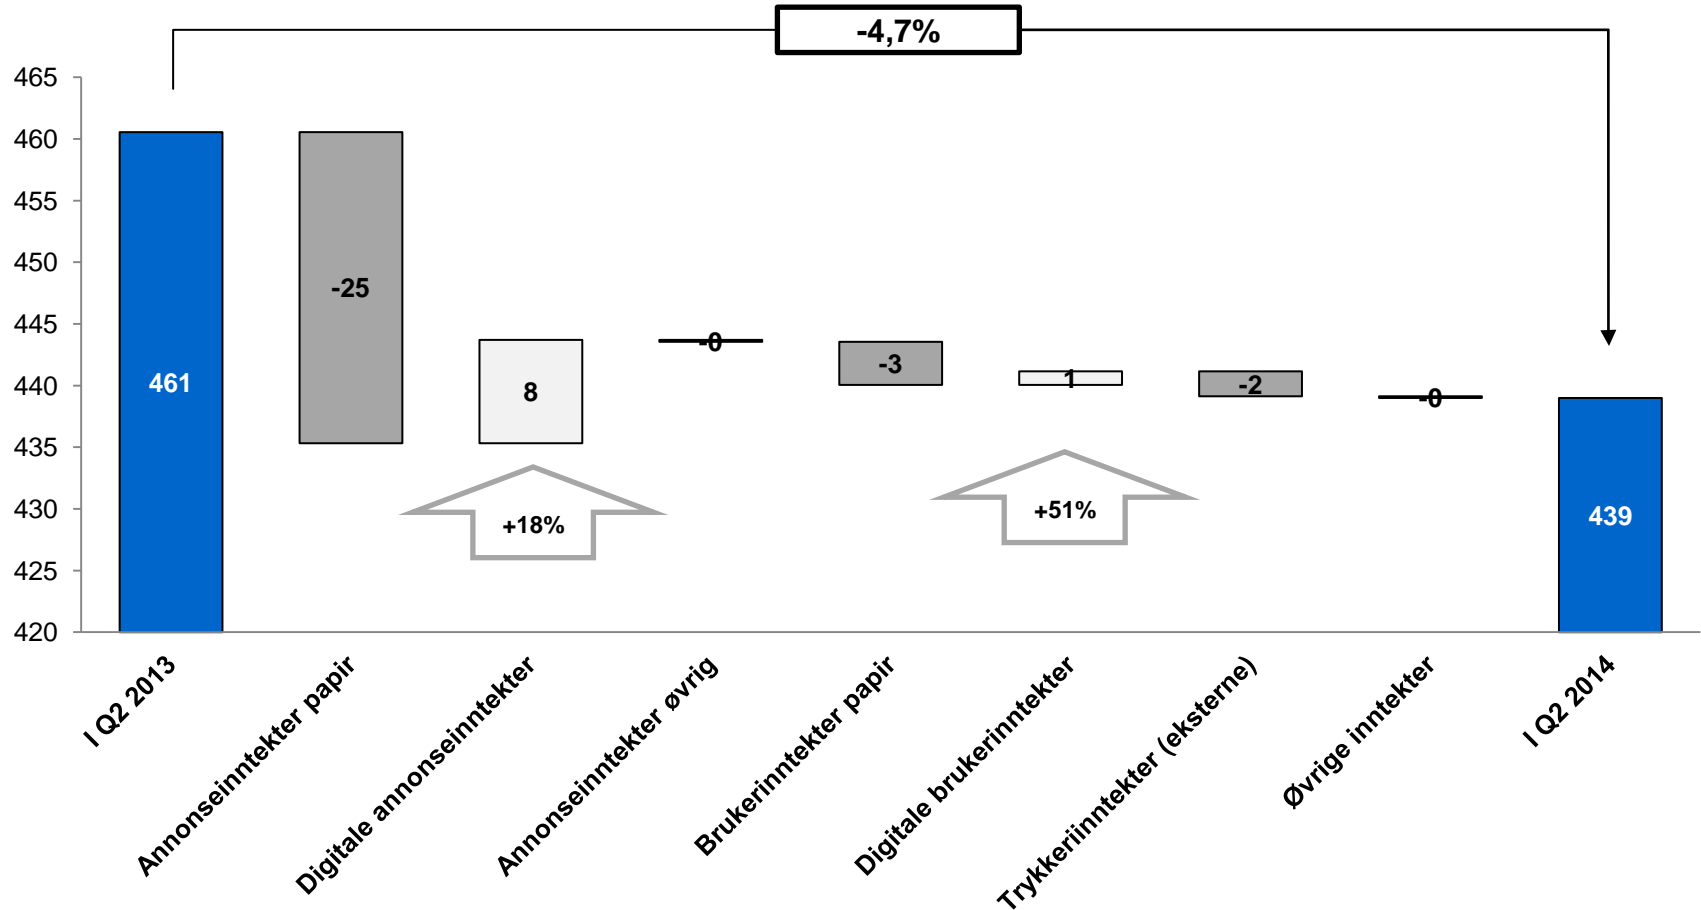 -4,7%
465
460
455
450
445
440
435
430
425
420
461
-25
8
-0
-3
1
-2
-0
439
+18%
+51%
I Q2 2013
Annonseinntekter papir
Digitale annonseinntekter
Annonseinntekter øvrig
Brukerinntekter papir
Digitale brukerinntekter
Trykkeriinntekter (eksterne)
Øvrige inntekter
I Q2 2014